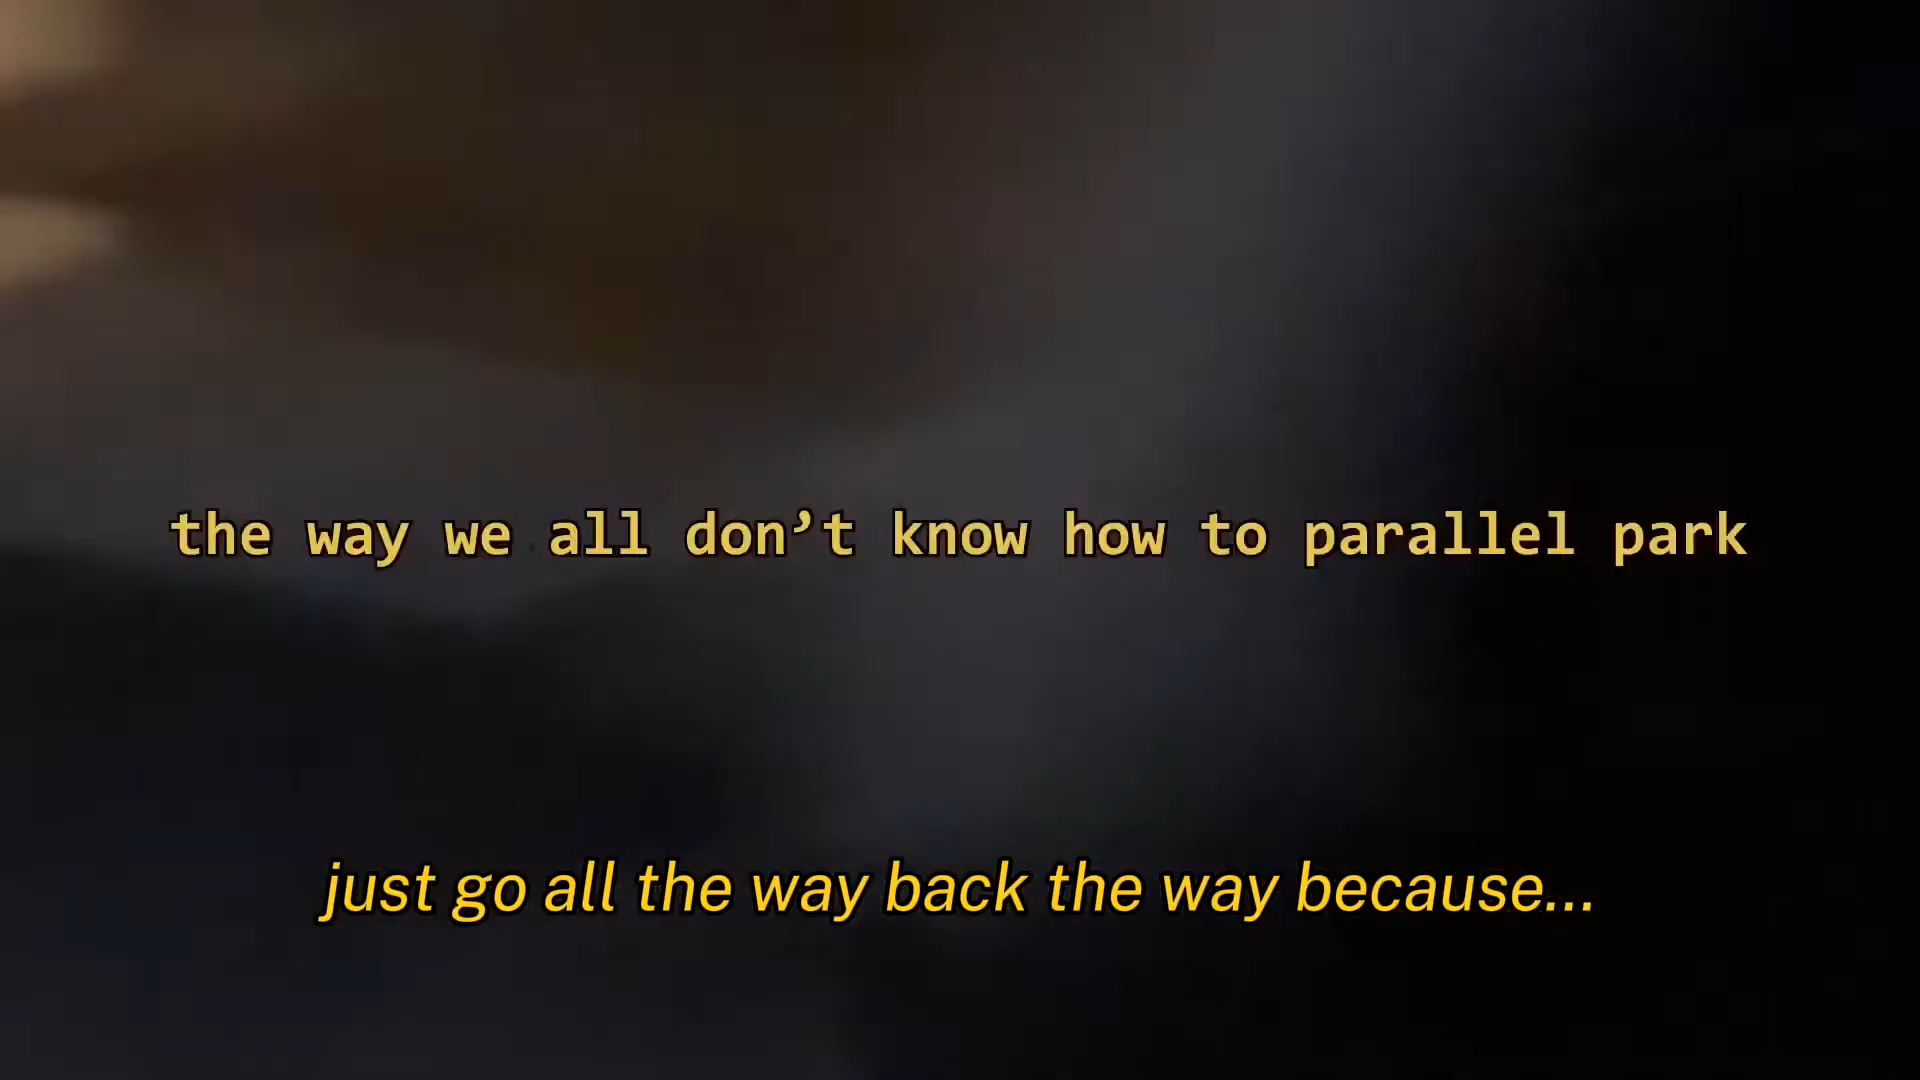 the way we all don’t know how to parallel park
just go all the way back the way because...